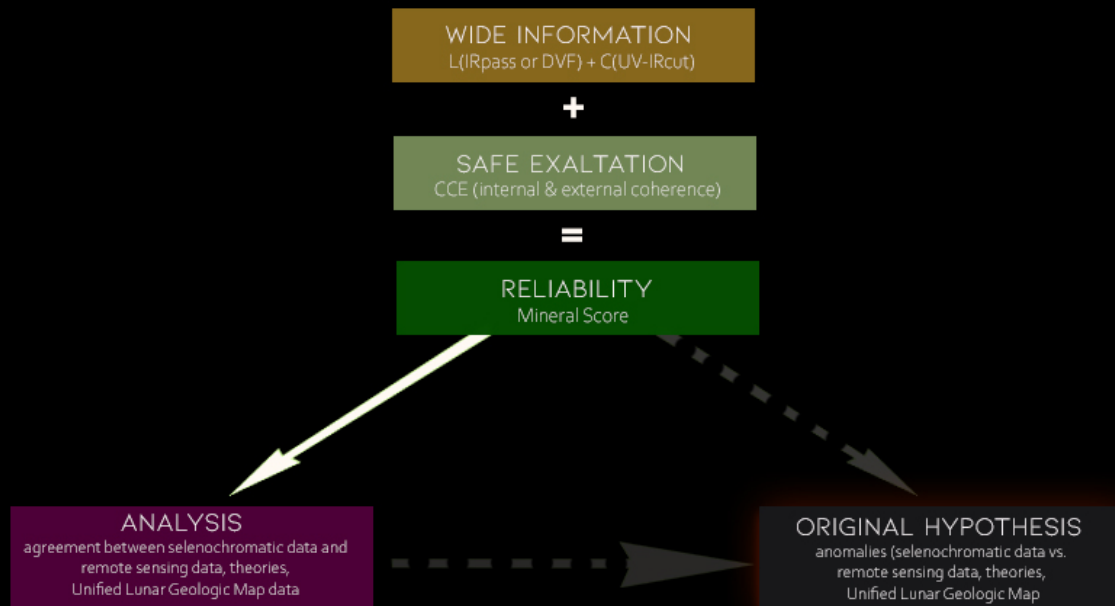 WIDE INFORMATION
L(IRpass or DVF) + C(UV-IRcut)
+
SAFE EXALTATION
CCE (internal & external coherence)
=
RELIABILITY
Mineral Score
ANALYSIS
agreement between selenochromatic data and
remote sensing data, theories,
Unified Lunar Geologic Map data
ORIGINAL HYPOTHESIS
anomalies (selenochromatic data vs.
remote sensing data, theories,
Unified Lunar Geologic Map